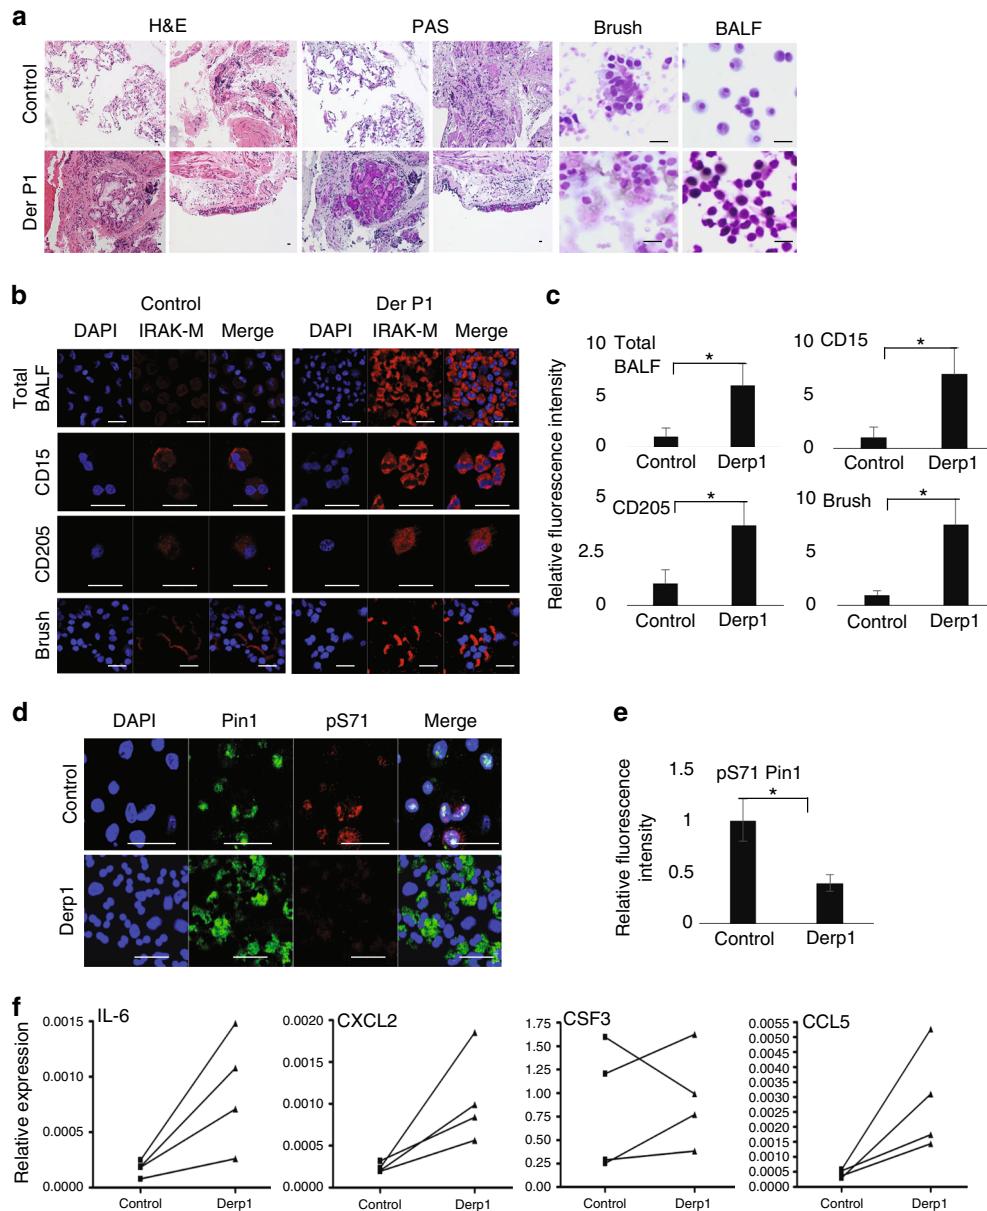 a
H&E PAS Brush BALF
Control
Der P1
b
Control Der P1
DAPI IRAK-M Merge DAPI IRAK-M Merge
Total BALF
CD15
CD205
Brush
c
Relative fluorescence intensity
10 Total BALF
*
5
0
Control Derp1
10 CD15
*
5
0
Control Derp1
5
CD205
*
2.5
0
Control Derp1
10 Brush
*
5
0
Control Derp1
d
DAPI Pin1 pS71 Merge
Control
Derp1
e
Relative fluorescence intensity
1.5
pS71 Pin1
*
1
0.5
0
Control Derp1
f
Relative expression
IL-6
0.0015
0.0010
0.0005
0.0000
Control Derp1
CXCL2
0.0020
0.0015
0.0010
0.0005
0.0000
Control Derp1
CSF3
1.75
1.50
1.25
1.00
0.75
0.50
0.25
0.00
Control Derp1
CCL5
0.0055
0.0050
0.0045
0.0040
0.0035
0.0030
0.0025
0.0020
0.0015
0.0010
0.0005
0.0000
Control Derp1